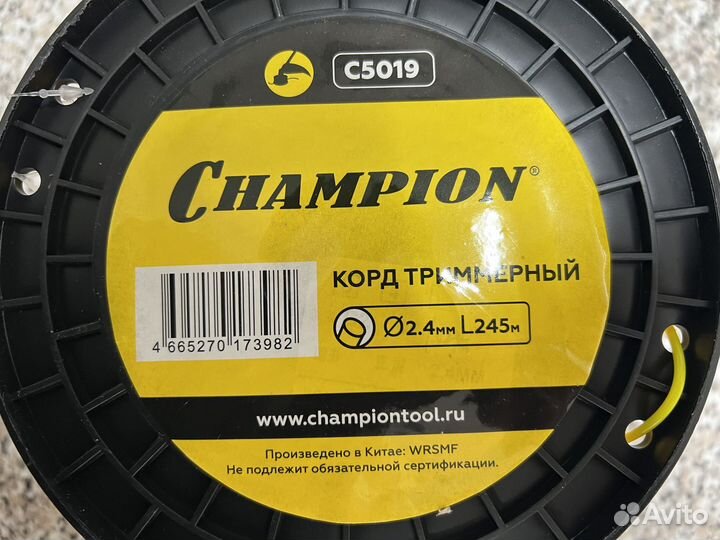 C5019
CHAMPION®
КОРД ТРИММЕРНЫЙ
Ø2.4мм L245м
4 665270 173982
www.championtool.ru
Произведено в Китае: WRSMF
Не подлежит обязательной сертификации.
Avito